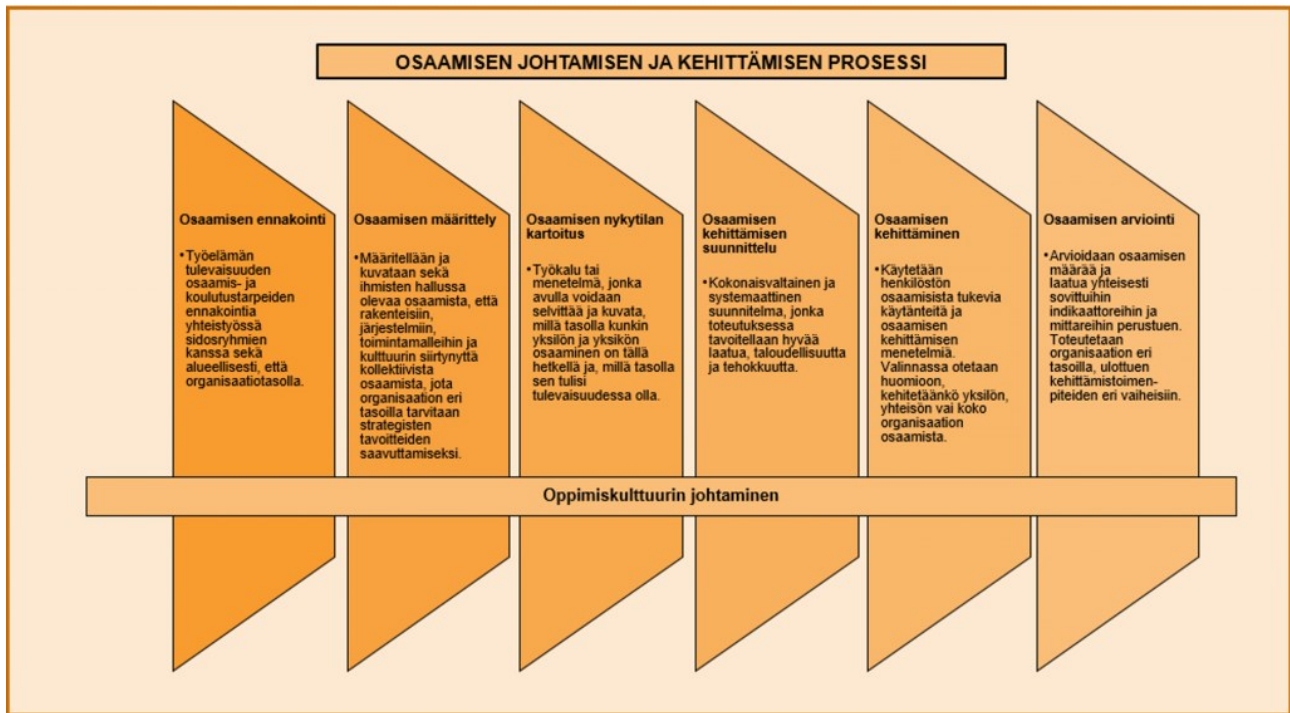 OSAAMISEN JOHTAMISEN JA KEHITTÄMISEN PROSESSI
Osaamisen ennakointi
•Työelämän
tulevaisuuden
osaamis- ja
koulutustarpeiden
ennakointia
yhteistyössä
sidosryhmien
kanssa sekä
alueellisesti, että
organisaatiotasolla.
Osaamisen määrittely
•Määritellään ja
kuvataan sekä
ihmisten hallussa
olevaa osaamista, että
rakenteisiin,
järjestelmiin,
toimintamalleihin ja
kulttuurin siirtynyttä
kollektiivista
osaamista, jota
organisaation eri
tasoilla tarvitaan
strategisten
tavoitteiden
saavuttamiseksi.
Osaamisen nykytilan
kartoitus
•Työkalu tai
menetelmä, jonka
avulla voidaan
selvittää ja kuvata,
millä tasolla kunkin
yksilön ja yksikön
osaaminen on tällä
hetkellä ja, millä tasolla
sen tulisi
tulevaisuudessa olla.
Osaamisen
kehittämisen
suunnittelu
•Kokonaisvaltainen ja
systemaattinen
suunnitelma, jonka
toteutuksessa
tavoitellaan hyvää
laatua, taloudellisuutta
ja tehokkuutta.
Osaamisen
kehittäminen
•Käytetään
henkilöstön
osaamisista tukevia
käytänteitä ja
osaamisen
kehittämisen
menetelmiä.
Valinnassa otetaan
huomioon,
kehitetäänkö yksilön,
yhteisön vai koko
organisaation
osaamista.
Osaamisen arviointi
•Arvioidaan osaamisen
määrää ja
laatua yhteisesti
sovittuihin
indikaattoreihin ja
mittareihin perustuen.
Toteutetaan
organisaation eri
tasoilla, ulottuen
kehittämistoimen-
piteiden eri vaiheisiin.
Oppimiskulttuurin johtaminen